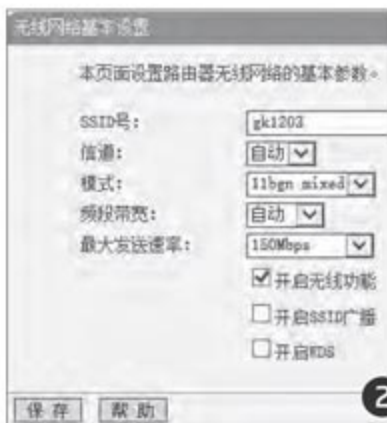 无线网络基本设置
本页面设置路由器无线网络的基本参数。
SSID号： gk1203
信道： 自动
模式： 11bgn mixed
频段带宽： 自动
最大发送速率： 150Mbps
开启无线功能
开启SSID广播
开启WDS
保存 帮助
2